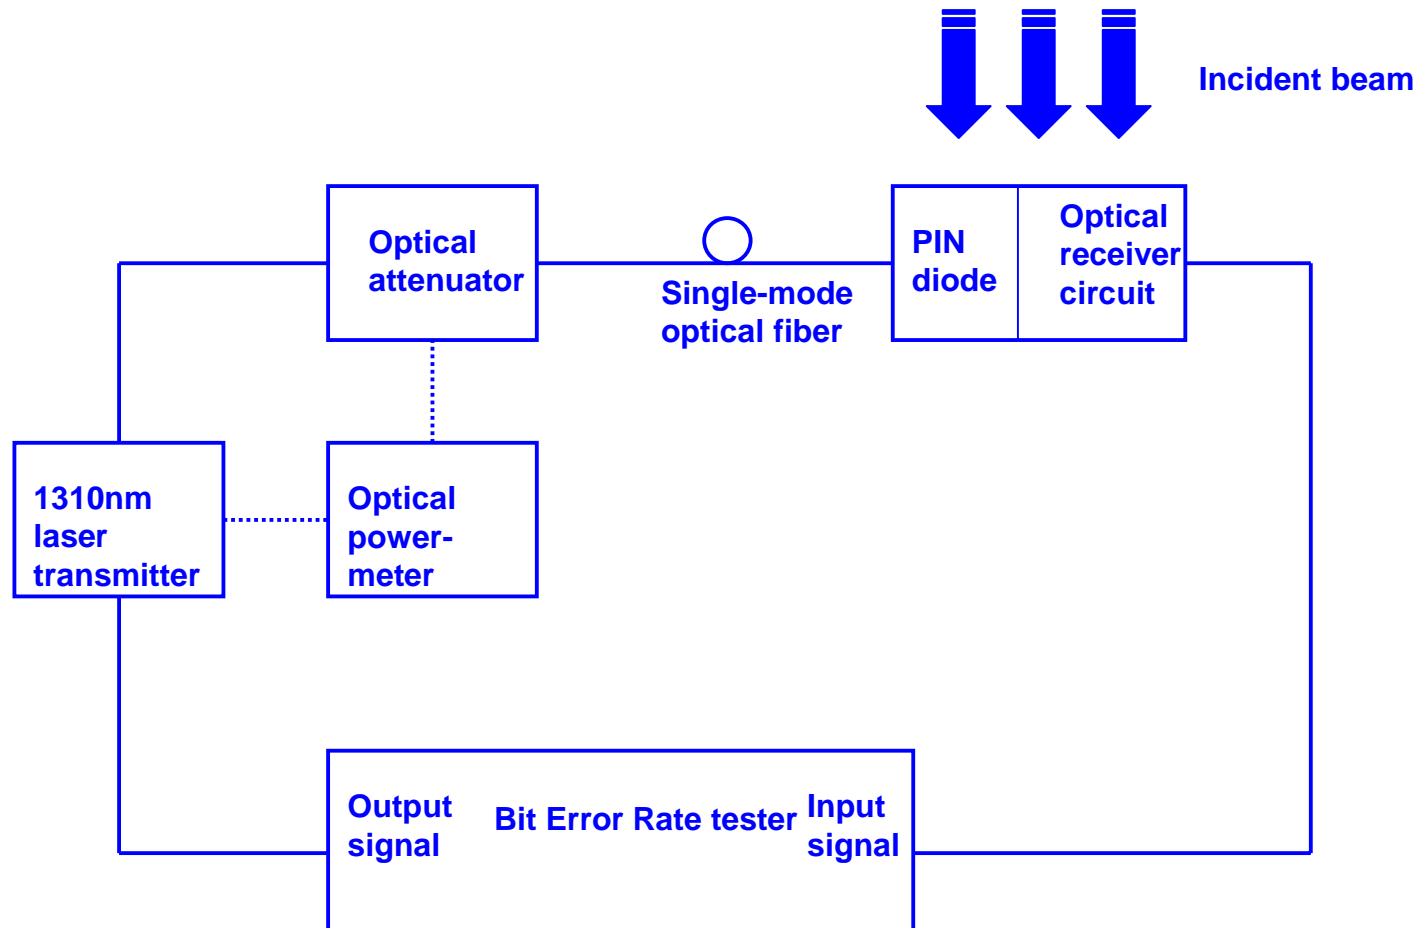 Incident beam
Optical
attenuator
Single-mode
optical fiber
PIN
diode
Optical
receiver
circuit
1310nm
laser
transmitter
Optical
power-
meter
Output
signal
Bit Error Rate tester
Input
signal